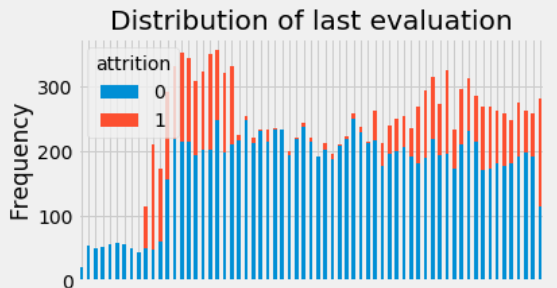 Distribution of last evaluation
attrition
0
1
Frequency
300
200
100
0